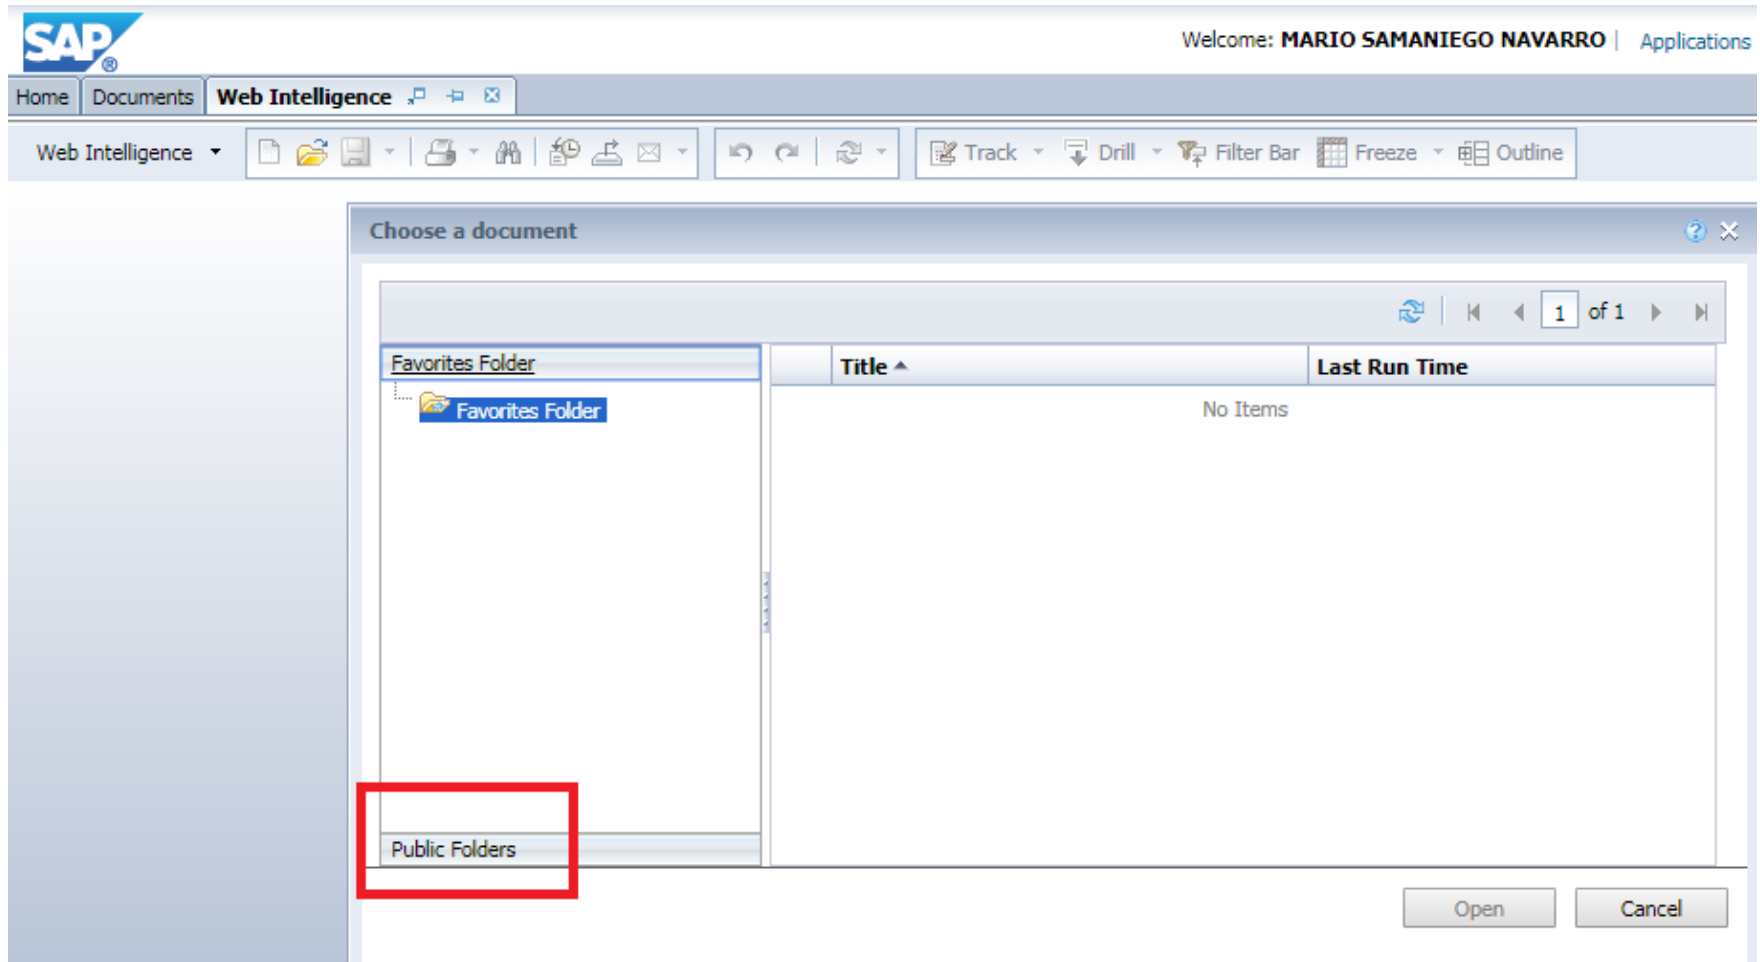 SAP®
Welcome: MARIO SAMANIEGO NAVARRO | Applications
Home Documents Web Intelligence
Web Intelligence Track Drill Filter Bar Freeze Outline
Choose a document
1 of 1
Favorites Folder Title Last Run Time
Favorites Folder No Items
Public Folders
Open Cancel